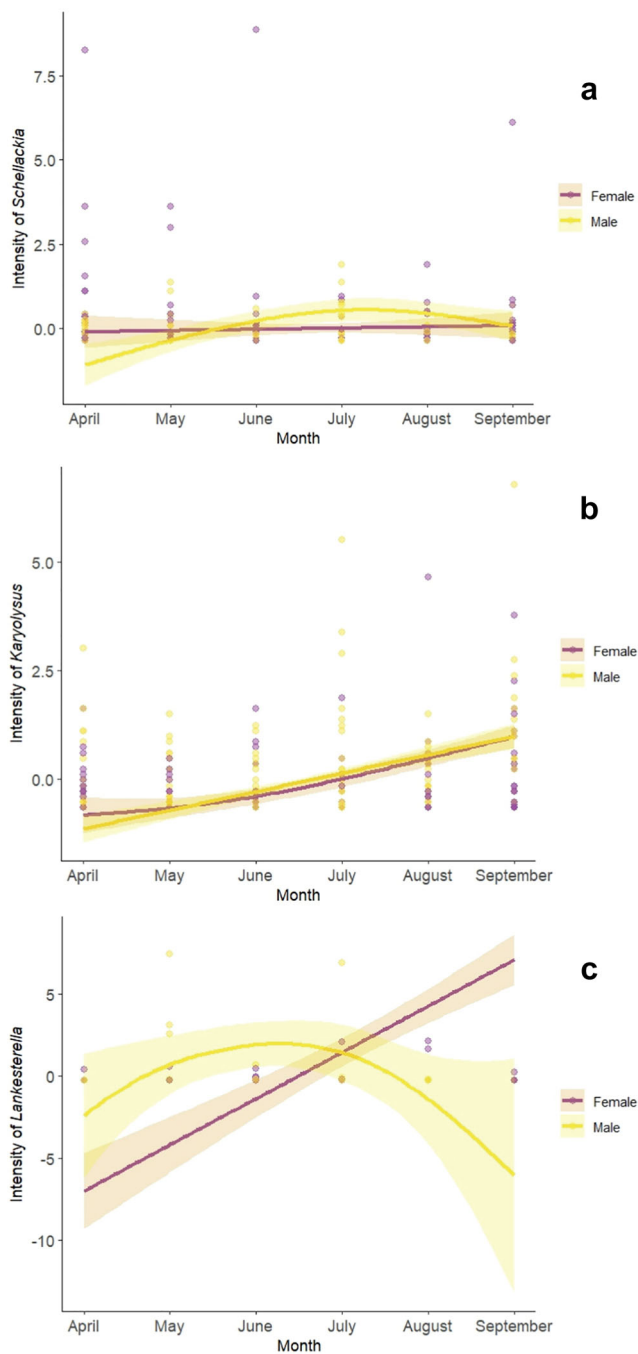 a
7.5
5.0
2.5
0.0
Intensity of Schellackia
Female
Male
April May June July August September
Month
b
5.0
2.5
0.0
Intensity of Karyolysus
Female
Male
April May June July August September
Month
c
5
0
-5
-10
Intensity of Lankesterella
Female
Male
April May June July August September
Month